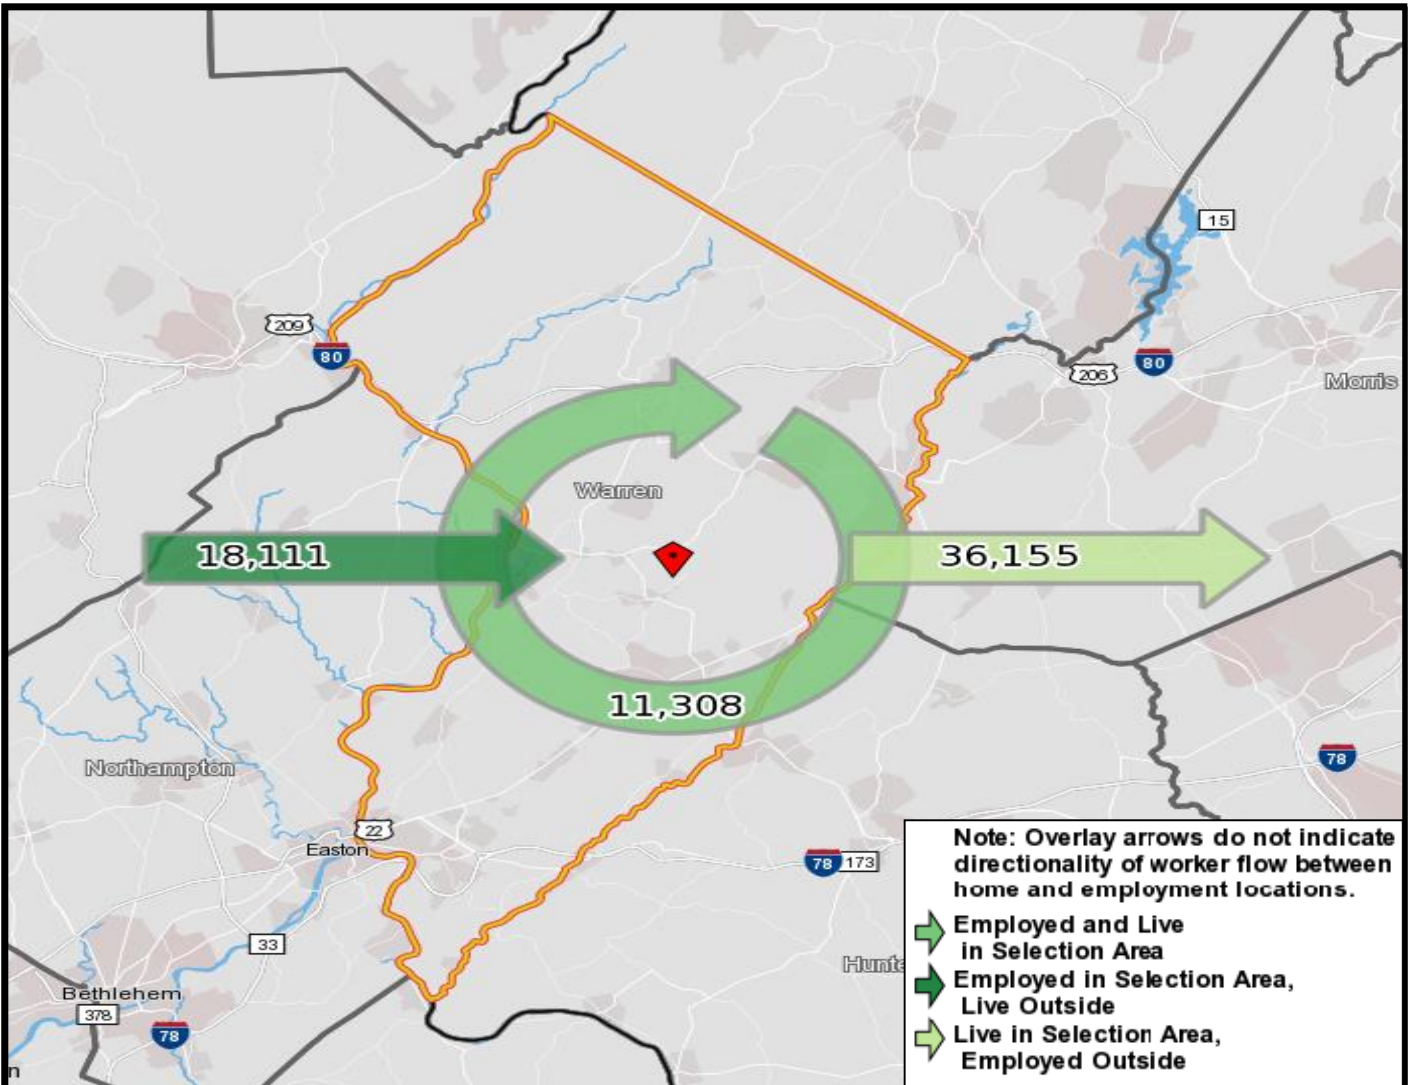 15
209
80
80
206
Morris
Warren
18,111
36,155
11,308
Northampton
78
22
Easton
78
173
33
Hunte
Bethlehem
378
78
n
Note: Overlay arrows do not indicate
directionality of worker flow between
home and employment locations.
Employed and Live
in Selection Area
Employed in Selection Area,
Live Outside
Live in Selection Area,
Employed Outside